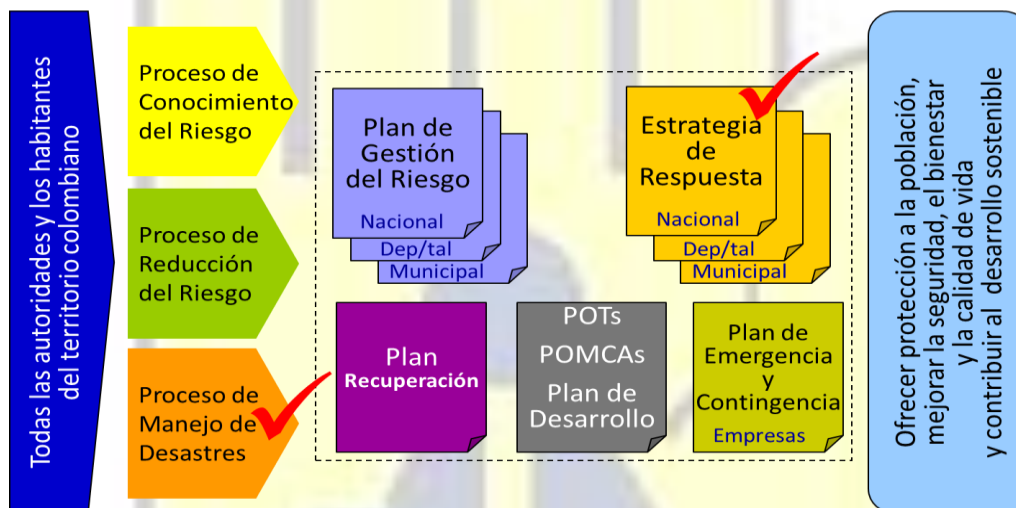 Todas las autoridades y los habitantes
del territorio colombiano
Proceso de
Conocimiento
del Riesgo
Proceso de
Reducción
del Riesgo
Proceso de
Manejo de
Desastres
Plan de
Gestión
del Riesgo
Nacional
Dep/tal
Municipal
Estrategia
de
Respuesta
Nacional
Dep/tal
Municipal
Plan
Recuperación
POTs
POMCAs
Plan de
Desarrollo
Plan de
Emergencia
y
Contingencia
Empresas
Ofrecer protección a la población,
mejorar la seguridad, el bienestar
y la calidad de vida
y contribuir al desarrollo sostenible